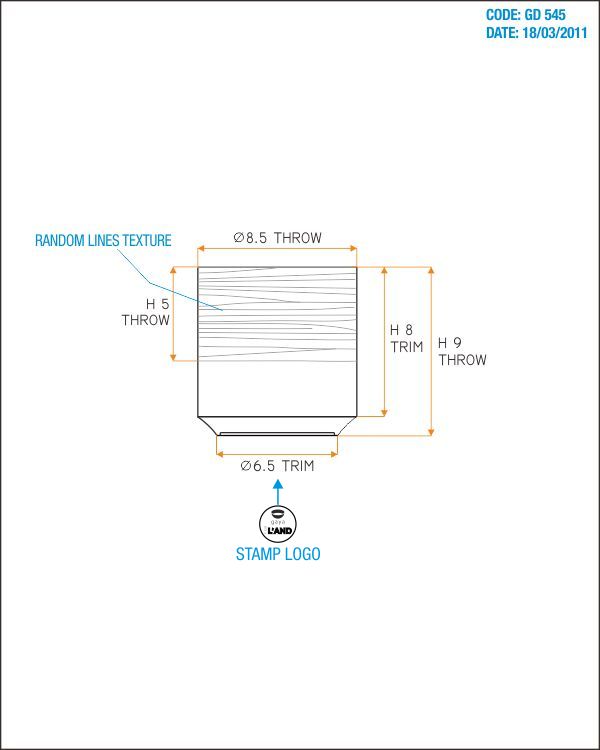 CODE: GD 545
DATE: 18/03/2011
RANDOM LINES TEXTURE
Ø8.5 THROW
H 5
THROW
H 8
TRIM
H 9
THROW
Ø6.5 TRIM
gaya
L'AND
STAMP LOGO